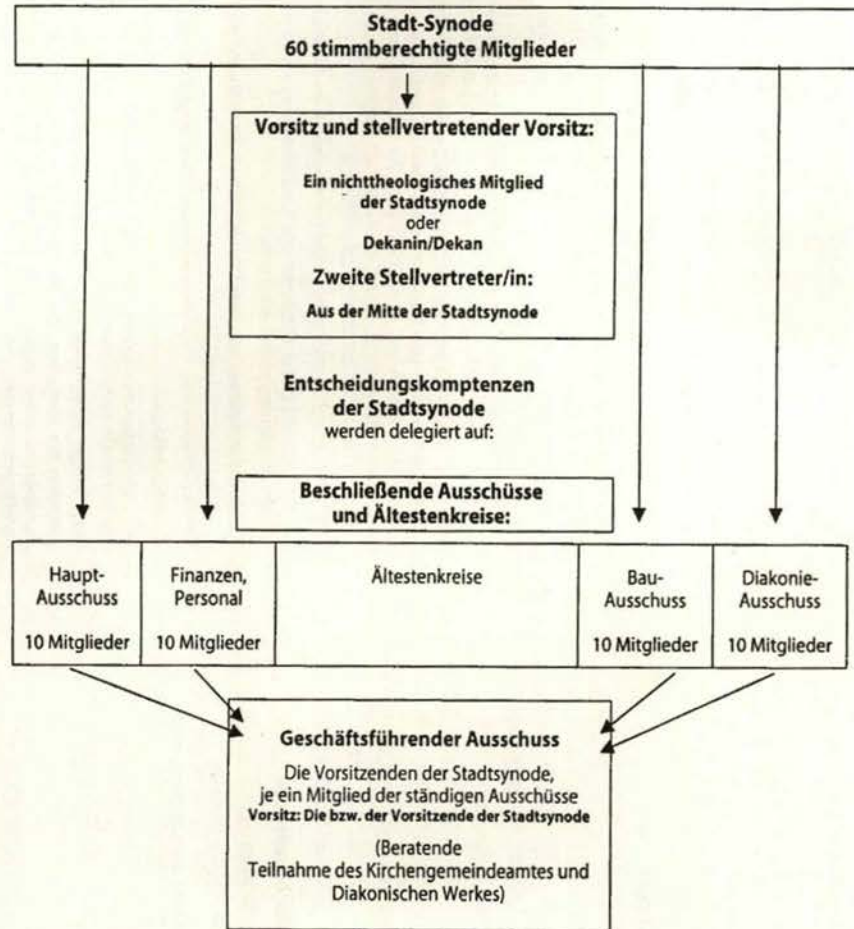 Stadt-Synode
60 stimmberechtigte Mitglieder
Vorsitz und stellvertretender Vorsitz:
Ein nichttheologisches Mitglied
der Stadtsynode
oder
Dekanin/Dekan
Zweite Stellvertreter/in:
Aus der Mitte der Stadtsynode
Entscheidungskomptenzen
der Stadtsynode
werden delegiert auf:
Beschließende Ausschüsse
und Ältestenkreise:
Haupt-
Ausschuss
10 Mitglieder
Finanzen,
Personal
10 Mitglieder
Ältestenkreise
Bau-
Ausschuss
10 Mitglieder
Diakonie-
Ausschuss
10 Mitglieder
Geschäftsführender Ausschuss
Die Vorsitzenden der Stadtsynode,
je ein Mitglied der ständigen Ausschüsse
Vorsitz: Die bzw. der Vorsitzende der Stadtsynode
(Beratende
Teilnahme des Kirchengemeindeamtes und
Diakonischen Werkes)